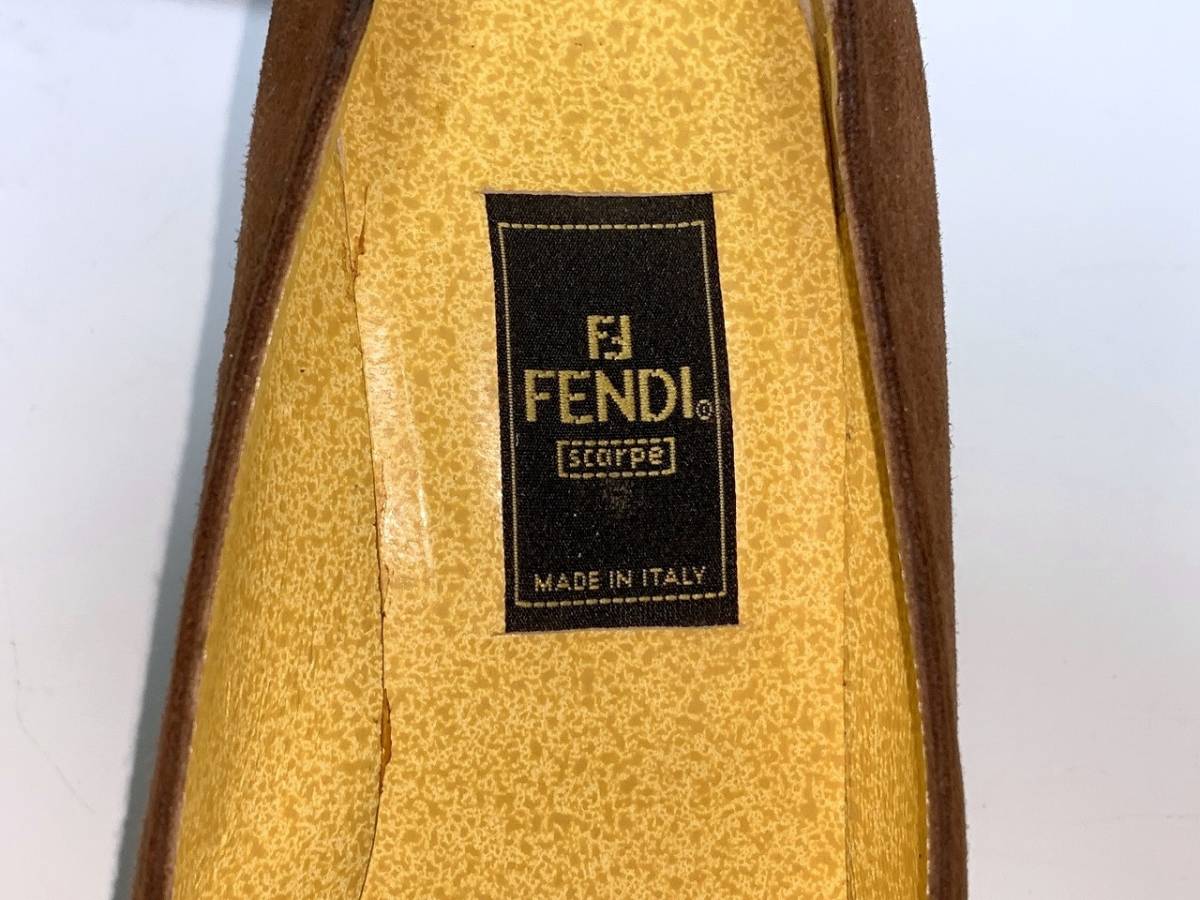 FF
FENDI®
scarpe
MADE IN ITALY